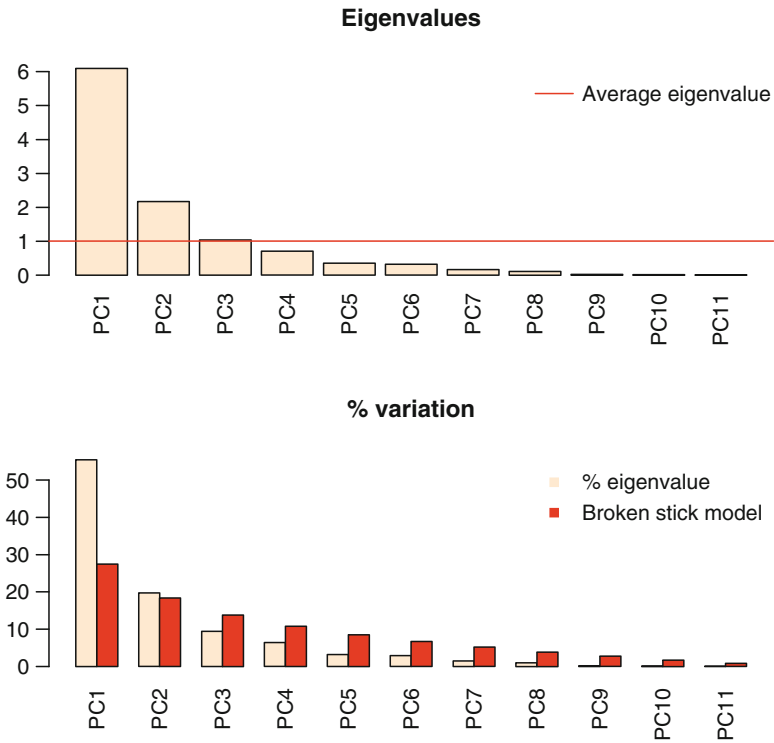 Eigenvalues
6
5
4
3
2
1
0
Average eigenvalue
PC1 PC2 PC3 PC4 PC5 PC6 PC7 PC8 PC9 PC10 PC11
% variation
50
40
30
20
10
0
% eigenvalue
Broken stick model
PC1 PC2 PC3 PC4 PC5 PC6 PC7 PC8 PC9 PC10 PC11